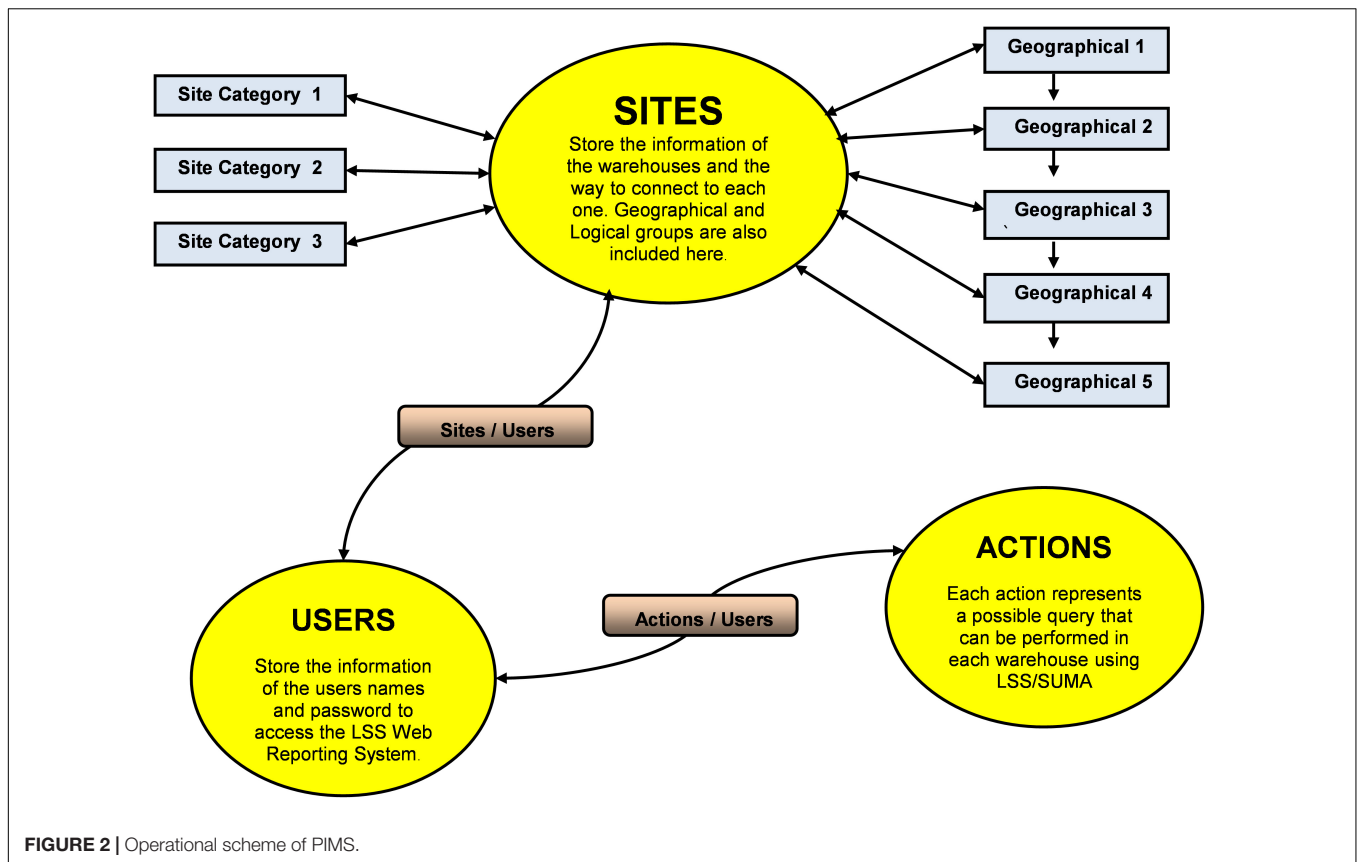 Site Category 1
Site Category 2
Site Category 3
SITES
Store the information of
the warehouses and the
way to connect to each
one. Geographical and
Logical groups are also
included here.
Geographical 1
Geographical 2
Geographical 3
`
Geographical 4
Geographical 5
Sites / Users
USERS
Store the information
of the users names
and password to
access the LSS Web
Reporting System.
Actions / Users
ACTIONS
Each action represents
a possible query that
can be performed in
each warehouse using
LSS/SUMA
FIGURE 2 | Operational scheme of PIMS.